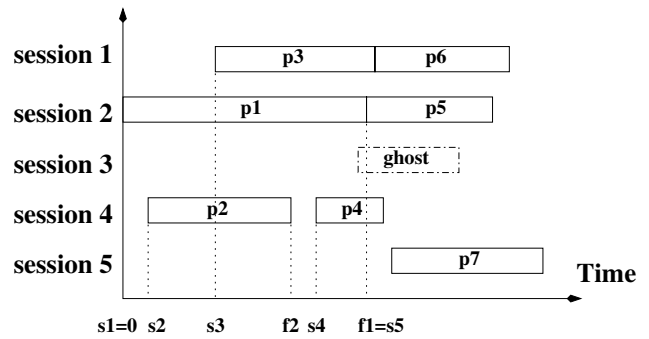 session 1 p3 p6
session 2 p1 p5
session 3 ghost
session 4 p2 p4
session 5 p7
Time
s1=0 s2 s3 f2 s4 f1=s5